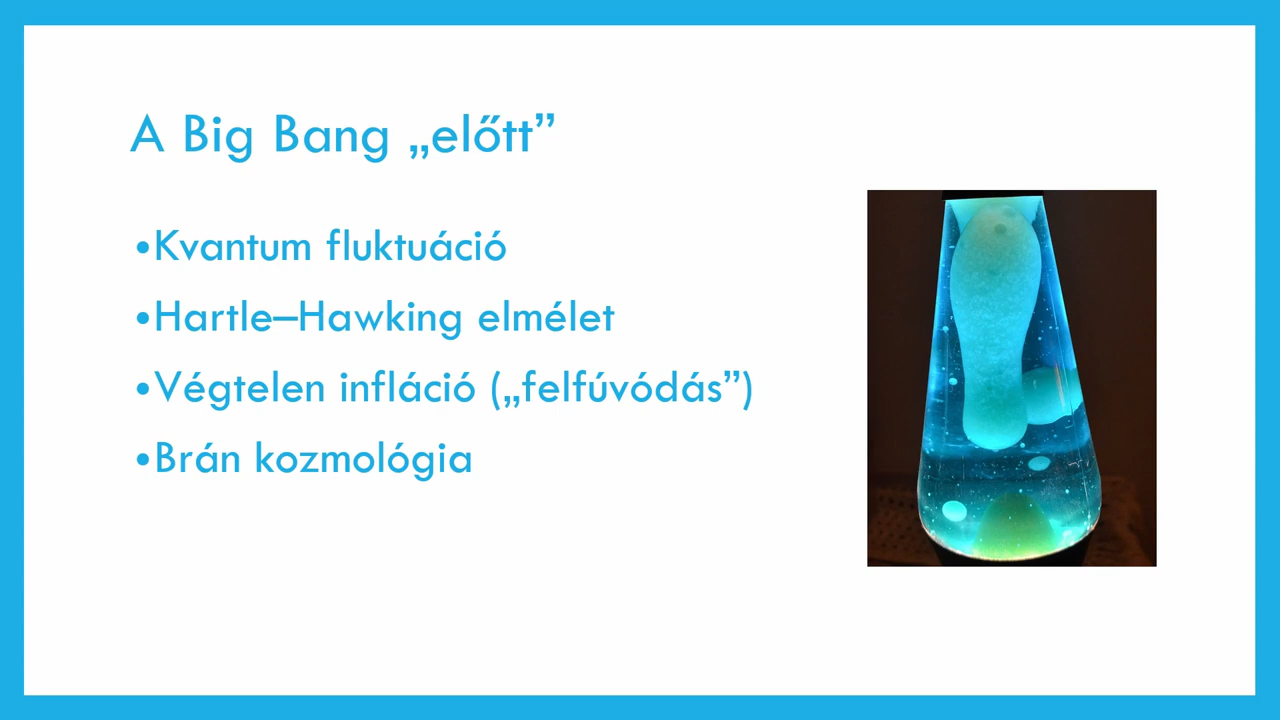 A Big Bang „előtt”
•Kvantum fluktuáció
•Hartle–Hawking elmélet
•Végtelen infláció („felfúvódás”)
•Brán kozmológia